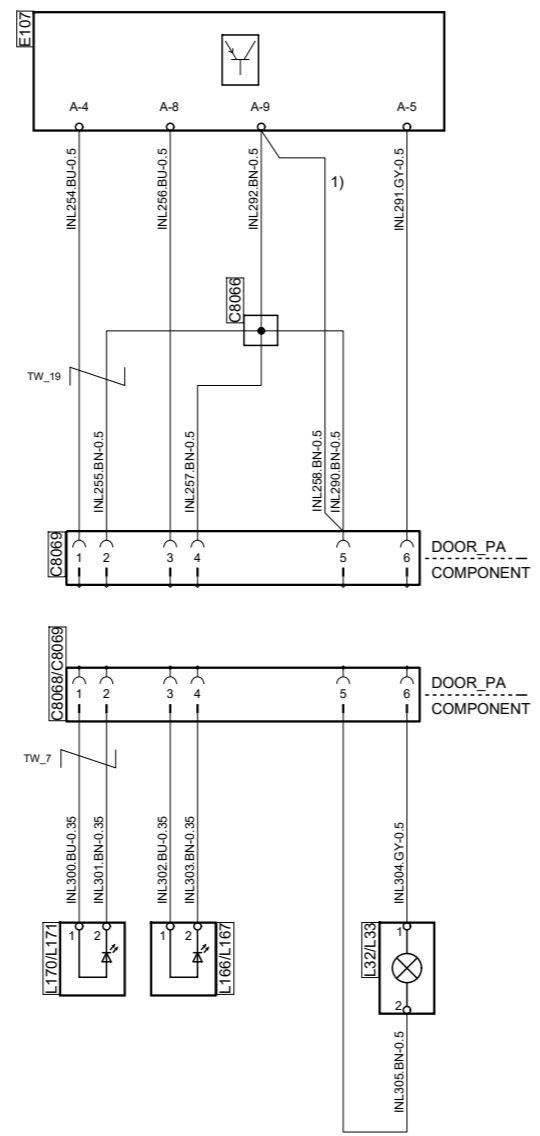 E107
A-4 A-8 A-9 A-5
INL254.BU-0.5
INL256.BU-0.5
INL292.BN-0.5
1)
INL291.GY-0.5
C8066
TW_19
INL255.BN-0.5
INL257.BN-0.5
INL258.BN-0.5
INL290.BN-0.5
C8069
1 2 3 4 5 6
DOOR_PA
COMPONENT
C8068/C8069
1 2 3 4 5 6
DOOR_PA
COMPONENT
TW_7
INL300.BU-0.35
INL301.BN-0.35
INL302.BU-0.35
INL303.BN-0.35
INL304.GY-0.5
L170/L171
1 2
L166/L167
1 2
L32/L33
1
2
INL305.BN-0.5